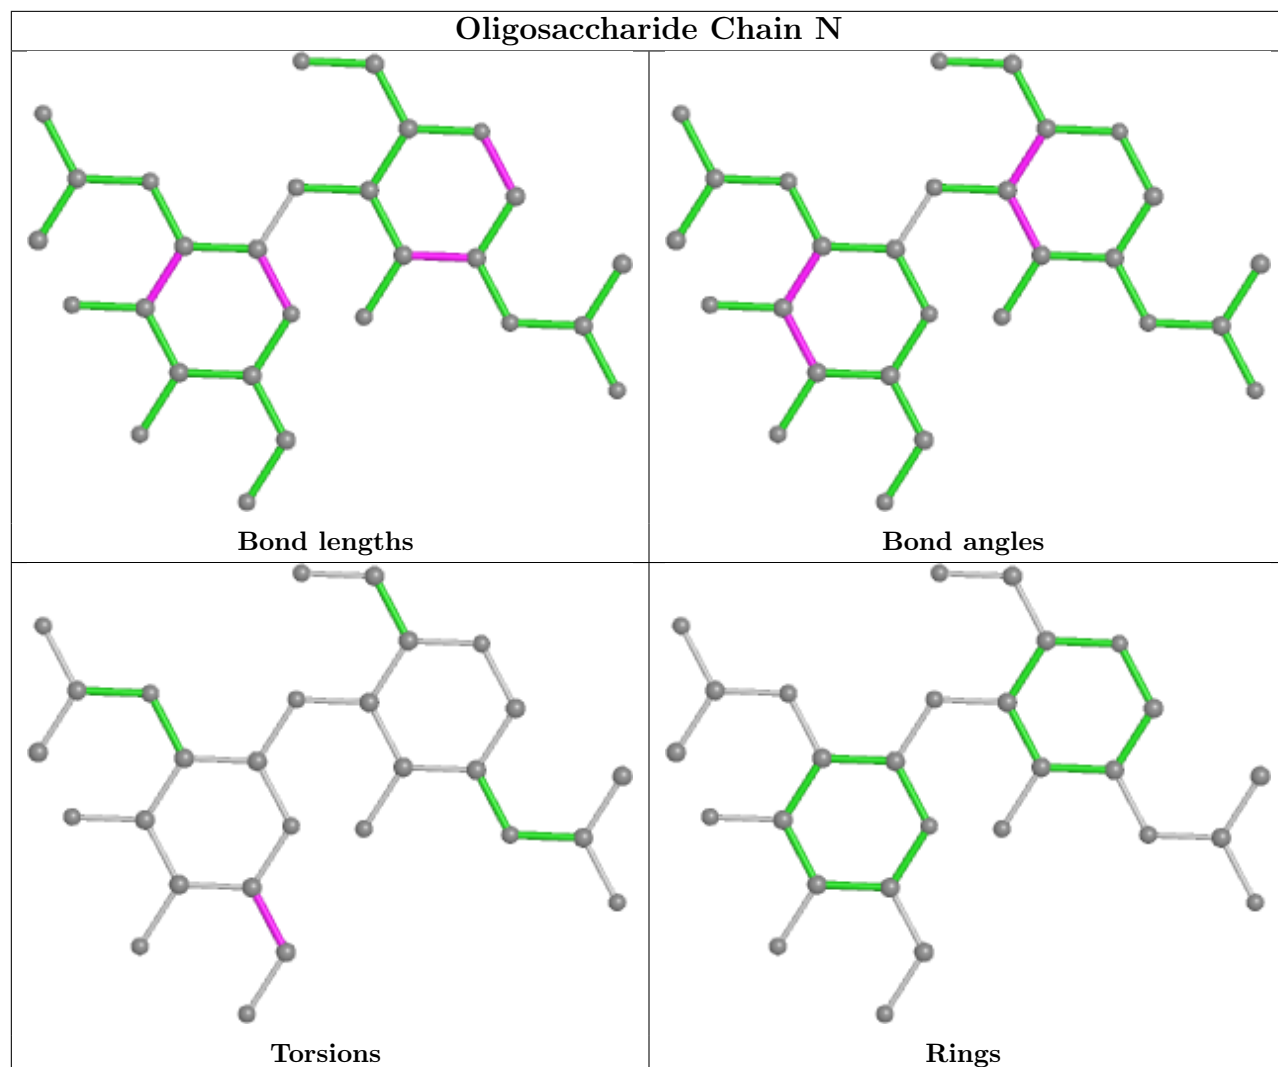 Oligosaccharide Chain N
Bond lengths
Bond angles
Torsions
Rings